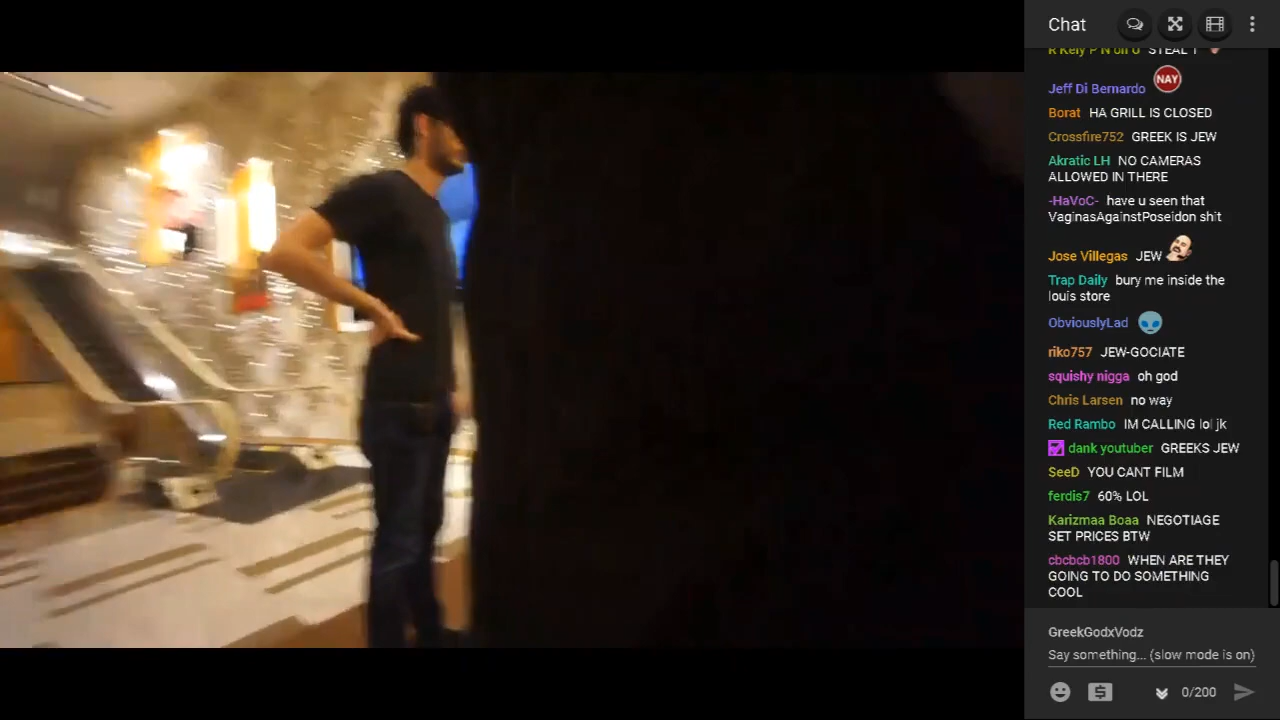 Chat
R Kely P N on U STEAL T
Jeff Di Bernardo NAY
Borat HA GRILL IS CLOSED
Crossfire752 GREEK IS JEW
Akratic LH NO CAMERAS
ALLOWED IN THERE
-HaVoC- have u seen that
VaginasAgainstPoseidon shit
Jose Villegas JEW
Trap Daily bury me inside the
louis store
ObviouslyLad
riko757 JEW-GOCIATE
squishy nigga oh god
Chris Larsen no way
Red Rambo IM CALLING lol jk
dank youtuber GREEKS JEW
SeeD YOU CANT FILM
ferdis7 60% LOL
Karizmaa Boaa NEGOTIAGE
SET PRICES BTW
cbcbcb1800 WHEN ARE THEY
GOING TO DO SOMETHING
COOL
GreekGodxVodz
Say something... (slow mode is on)
0/200